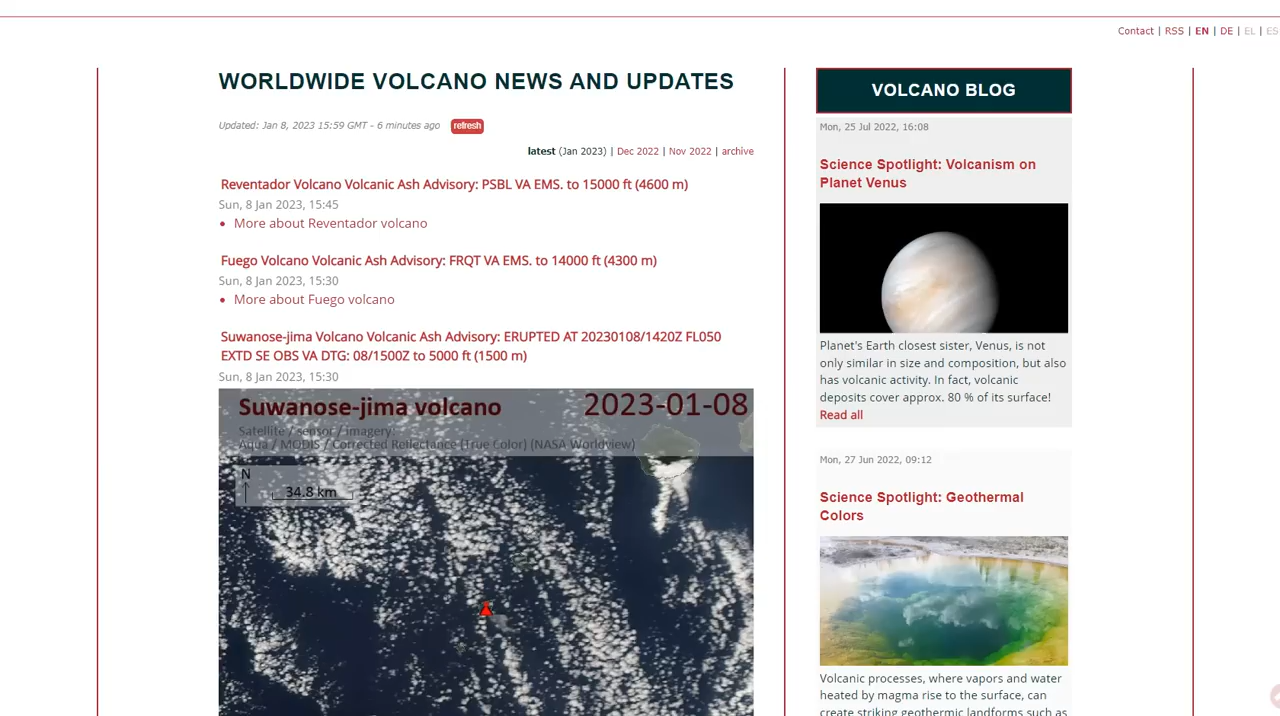 Contact | RSS | EN | DE | EL | ES
WORLDWIDE VOLCANO NEWS AND UPDATES
Updated: Jan 8, 2023 15:59 GMT - 6 minutes ago refresh
latest (Jan 2023) | Dec 2022 | Nov 2022 | archive
Reventador Volcano Volcanic Ash Advisory: PSBL VA EMS. to 15000 ft (4600 m)
Sun, 8 Jan 2023, 15:45
• More about Reventador volcano
Fuego Volcano Volcanic Ash Advisory: FRQT VA EMS. to 14000 ft (4300 m)
Sun, 8 Jan 2023, 15:30
• More about Fuego volcano
Suwanose-jima Volcano Volcanic Ash Advisory: ERUPTED AT 20230108/1420Z FL050
EXTD SE OBS VA DTG: 08/1500Z to 5000 ft (1500 m)
Sun, 8 Jan 2023, 15:30
Suwanose-jima volcano 2023-01-08
Satellite / sensor / imagery:
Aqua / MODIS / Corrected Reflectance (True Color) (NASA Worldview)
N
34.8 km
VOLCANO BLOG
Mon, 25 Jul 2022, 16:08
Science Spotlight: Volcanism on
Planet Venus
Planet's Earth closest sister, Venus, is not
only similar in size and composition, but also
has volcanic activity. In fact, volcanic
deposits cover approx. 80 % of its surface!
Read all
Mon, 27 Jun 2022, 09:12
Science Spotlight: Geothermal
Colors
Volcanic processes, where vapors and water
heated by magma rise to the surface, can
create striking geothermic landforms such as